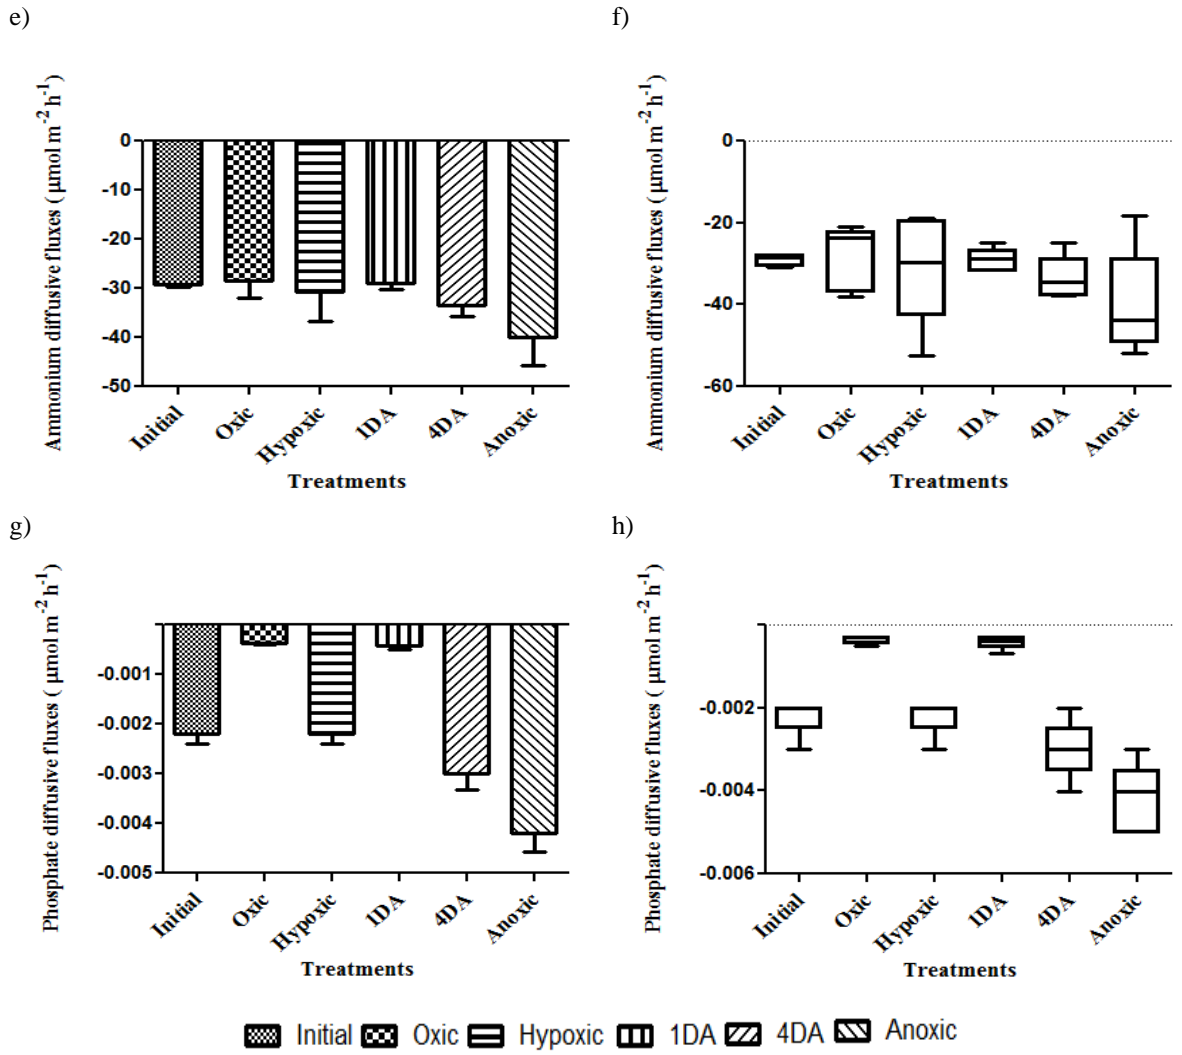 e)
Ammonium diffusive fluxes ( µmol m⁻² h⁻¹)
0
-10
-20
-30
-40
-50
Initial
Oxic
Hypoxic
1DA
4DA
Anoxic
Treatments
f)
Ammonium diffusive fluxes ( µmol m⁻² h⁻¹)
0
-20
-40
-60
Initial
Oxic
Hypoxic
1DA
4DA
Anoxic
Treatments
g)
Phosphate diffusive fluxes ( µmol m⁻² h⁻¹)
-0.001
-0.002
-0.003
-0.004
-0.005
Initial
Oxic
Hypoxic
1DA
4DA
Anoxic
Treatments
h)
Phosphate diffusive fluxes ( µmol m⁻² h⁻¹)
-0.002
-0.004
-0.006
Initial
Oxic
Hypoxic
1DA
4DA
Anoxic
Treatments
Initial Oxic Hypoxic 1DA 4DA Anoxic